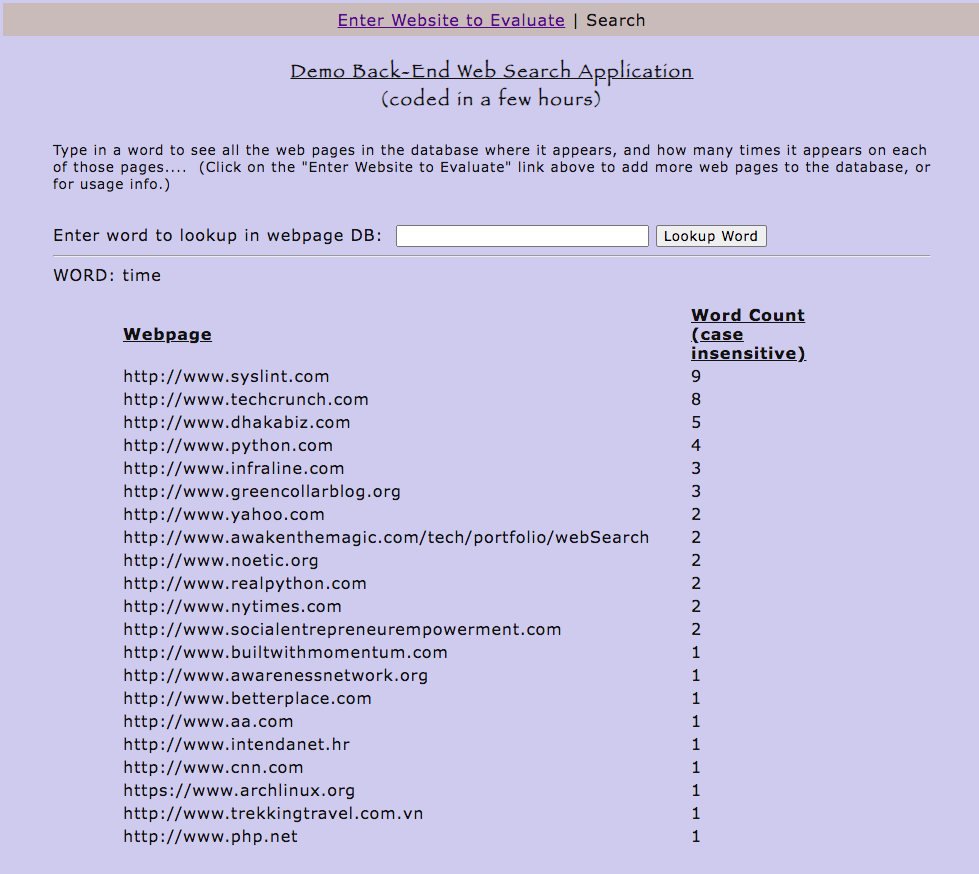 Enter Website to Evaluate | Search
Demo Back-End Web Search Application
(coded in a few hours)
Type in a word to see all the web pages in the database where it appears, and how many times it appears on each
of those pages.... (Click on the "Enter Website to Evaluate" link above to add more web pages to the database, or
for usage info.)
Enter word to lookup in webpage DB: Lookup Word
WORD: time
Webpage Word Count
(case
insensitive)
http://www.syslint.com 9
http://www.techcrunch.com 8
http://www.dhakabiz.com 5
http://www.python.com 4
http://www.infraline.com 3
http://www.greencollarblog.org 3
http://www.yahoo.com 2
http://www.awakenthemagic.com/tech/portfolio/webSearch 2
http://www.noetic.org 2
http://www.realpython.com 2
http://www.nytimes.com 2
http://www.socialentrepreneurempowerment.com 2
http://www.builtwithmomentum.com 1
http://www.awarenessnetwork.org 1
http://www.betterplace.com 1
http://www.aa.com 1
http://www.intendanet.hr 1
http://www.cnn.com 1
https://www.archlinux.org 1
http://www.trekkingtravel.com.vn 1
http://www.php.net 1